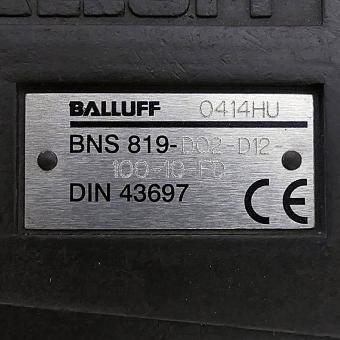 BALLUFF 0414HU
BNS 819-D02-D12-
100-10-FD
DIN 43697 CE